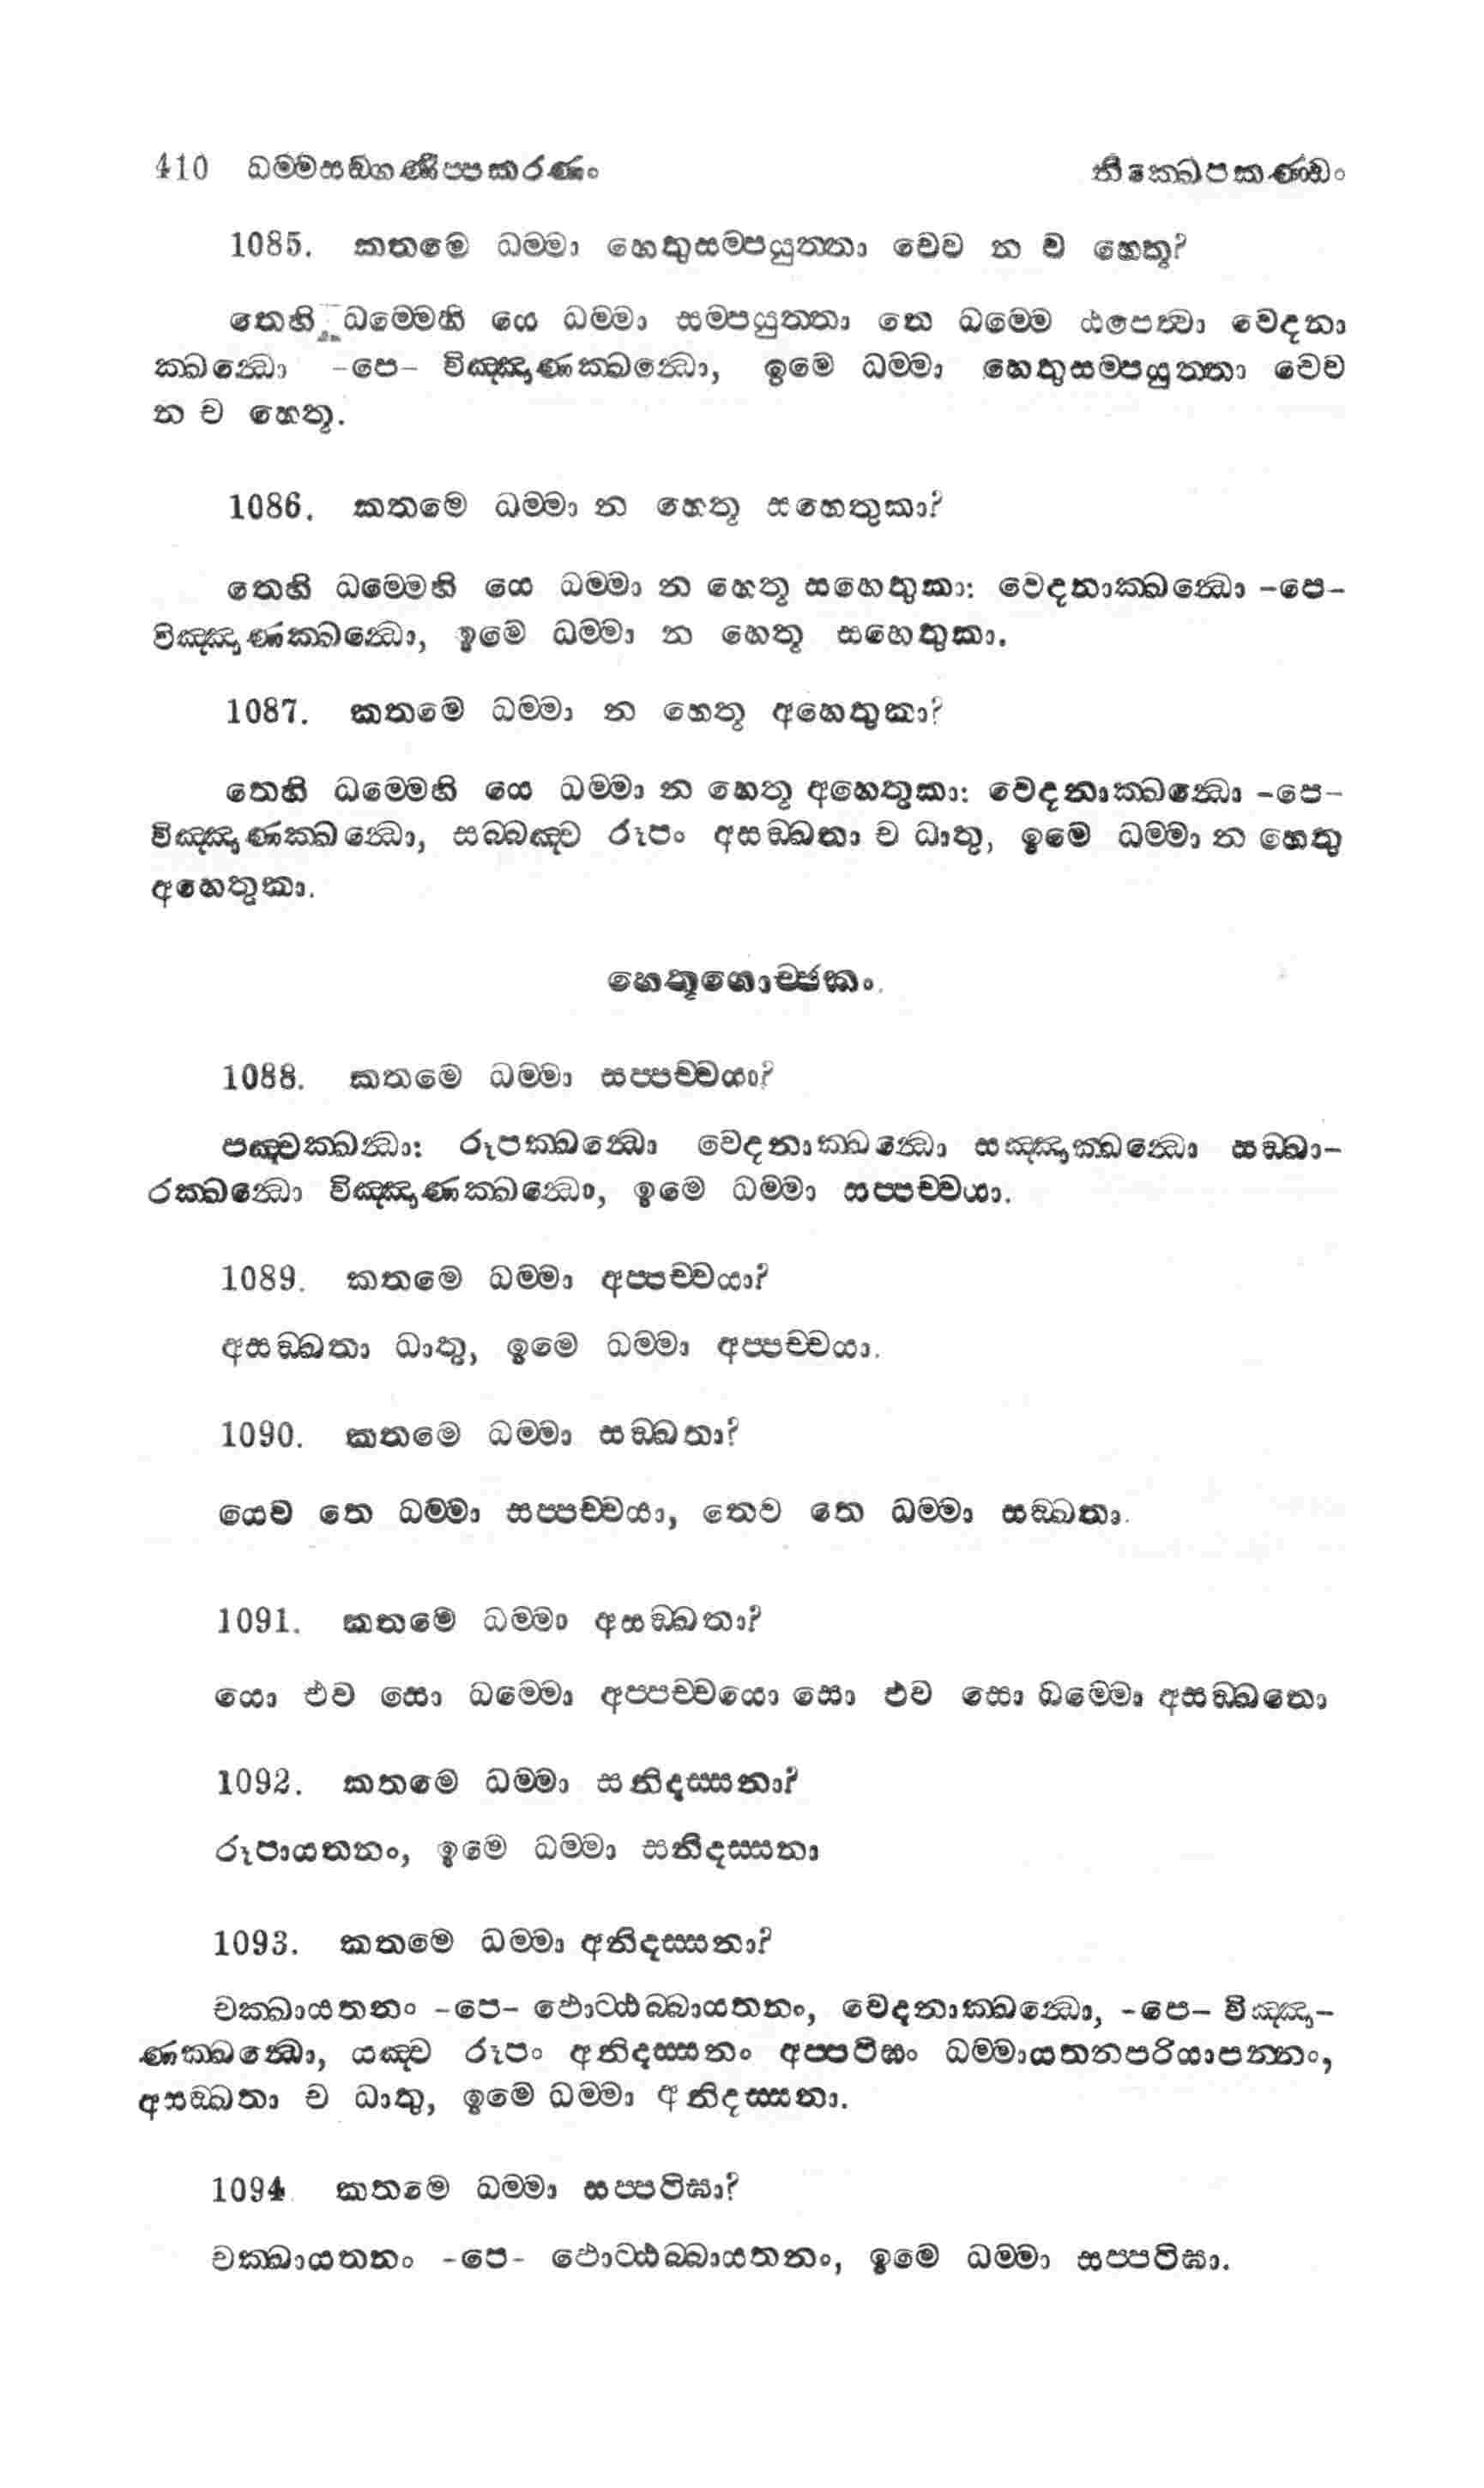 410 ධම්මසඞ්ගණිප්පකරණං නික්ඛෙපකණ්ඩං
1085. කතමෙ ධම්මා හෙතුසම්පයුත්තා චෙව න ච හෙතූ?
තෙහි ධම්මෙහි යෙ ධම්මා සම්පයුත්තා තෙ ධම්මෙ ඨපෙත්වා වෙදනා
ක්ඛන්ධො -පෙ- විඤ්ඤාණක්ඛන්ධො, ඉමෙ ධම්මා හෙතුසම්පයුත්තා චෙව
න ච හෙතූ.
1086. කතමෙ ධම්මා න හෙතූ සහෙතුකා?
තෙහි ධම්මෙහි යෙ ධම්මා න හෙතූ සහෙතුකා: වෙදනාක්ඛන්ධො -පෙ-
විඤ්ඤාණක්ඛන්ධො, ඉමෙ ධම්මා න හෙතූ සහෙතුකා.
1087. කතමෙ ධම්මා න හෙතූ අහෙතුකා?
තෙහි ධම්මෙහි යෙ ධම්මා න හෙතූ අහෙතුකා: වෙදනාක්ඛන්ධො -පෙ-
විඤ්ඤාණක්ඛන්ධො, සබ්බඤ්ච රූපං අසඞ්ඛතා ච ධාතු, ඉමෙ ධම්මා න හෙතු
අහෙතුකා.
හෙතුගොච්ඡකං.
1088. කතමෙ ධම්මා සප්පච්චයා?
පඤ්චක්ඛන්ධා: රූපක්ඛන්ධො වෙදනාක්ඛන්ධො සඤ්ඤාක්ඛන්ධො සඞ්ඛා-
රක්ඛන්ධො විඤ්ඤාණක්ඛන්ධො, ඉමෙ ධම්මා සප්පච්චයා.
1089. කතමෙ ධම්මා අප්පච්චයා?
අසඞ්ඛතා ධාතු, ඉමෙ ධම්මා අප්පච්චයා.
1090. කතමෙ ධම්මා සඞ්ඛතා?
යෙව තෙ ධම්මා සප්පච්චයා, තෙව තෙ ධම්මා සඞ්ඛතා.
1091. කතමෙ ධම්මා අසඞ්ඛතා?
යො එව සො ධම්මො අප්පච්චයො සො එව සො ධම්මො අසඞ්ඛතො
1092. කතමෙ ධම්මා සනිදස්සනා?
රූපායතනං, ඉමෙ ධම්මා සනිදස්සනා
1093. කතමෙ ධම්මා අනිදස්සනා?
චක්ඛායතනං -පෙ- ඵොට්ඨබ්බායතනං, වෙදනාක්ඛන්ධො, -පෙ- විඤ්ඤා-
ණක්ඛන්ධො, යඤ්ච රූපං අනිදස්සනං අප්පටිඝං ධම්මායතනපරියාපන්නං,
අසඞ්ඛතා ච ධාතු, ඉමෙ ධම්මා අනිදස්සනා.
1094 කතමෙ ධම්මා සප්පටිඝා?
චක්ඛායතනං -පෙ- ඵොට්ඨබ්බායතනං, ඉමෙ ධම්මා සප්පටිඝා.